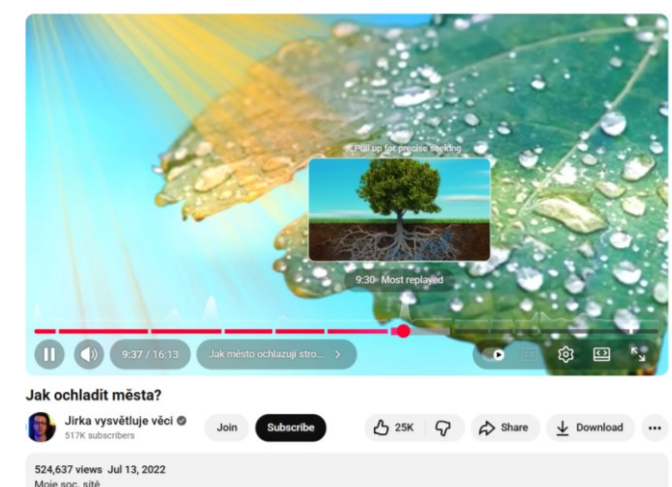 Pull up for precise seeking
9:30 Most replayed
9:37 / 16:13
Jak město ochlazují stro...
Jak ochladit města?
Jirka vysvětluje věci
517K subscribers
Join
Subscribe
25K
Share
Download
524,637 views Jul 13, 2022
Moje soc. sítě